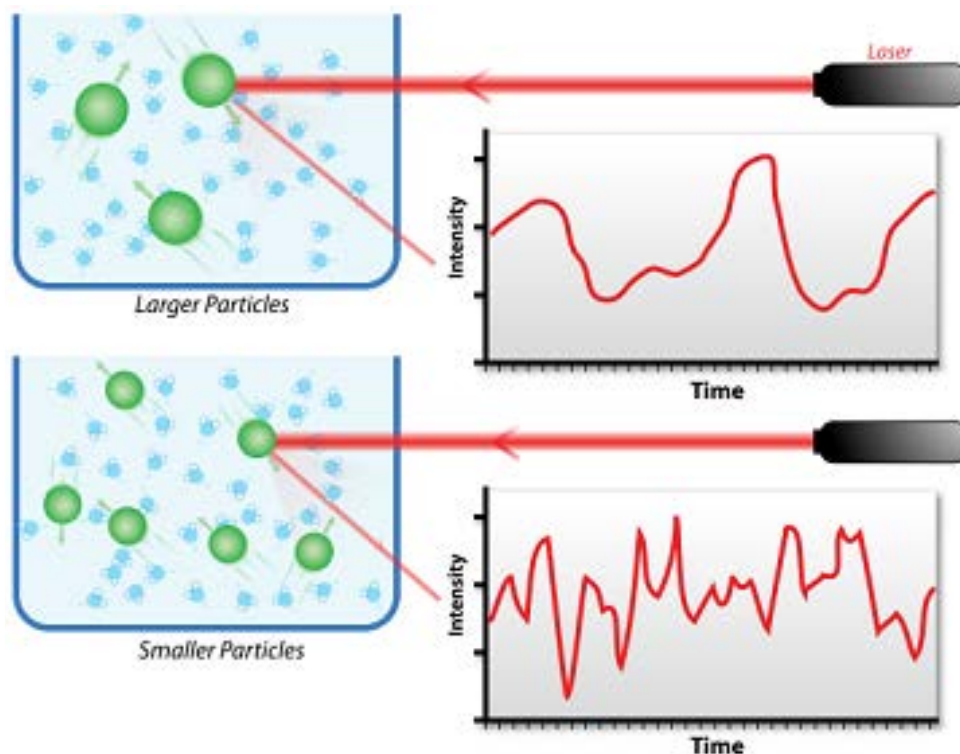 Laser
Intensity
Larger Particles
Time
Intensity
Smaller Particles
Time